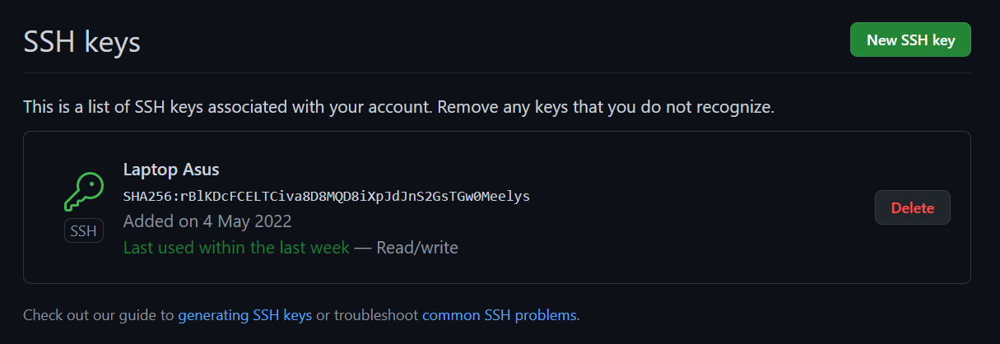 SSH keys
New SSH key
This is a list of SSH keys associated with your account. Remove any keys that you do not recognize.
Laptop Asus
SHA256:rBlKDcFCELTCiva8D8MQD8iXpJdJnS2GsTGw0Meelys
Added on 4 May 2022
SSH
Last used within the last week — Read/write
Delete
Check out our guide to generating SSH keys or troubleshoot common SSH problems.